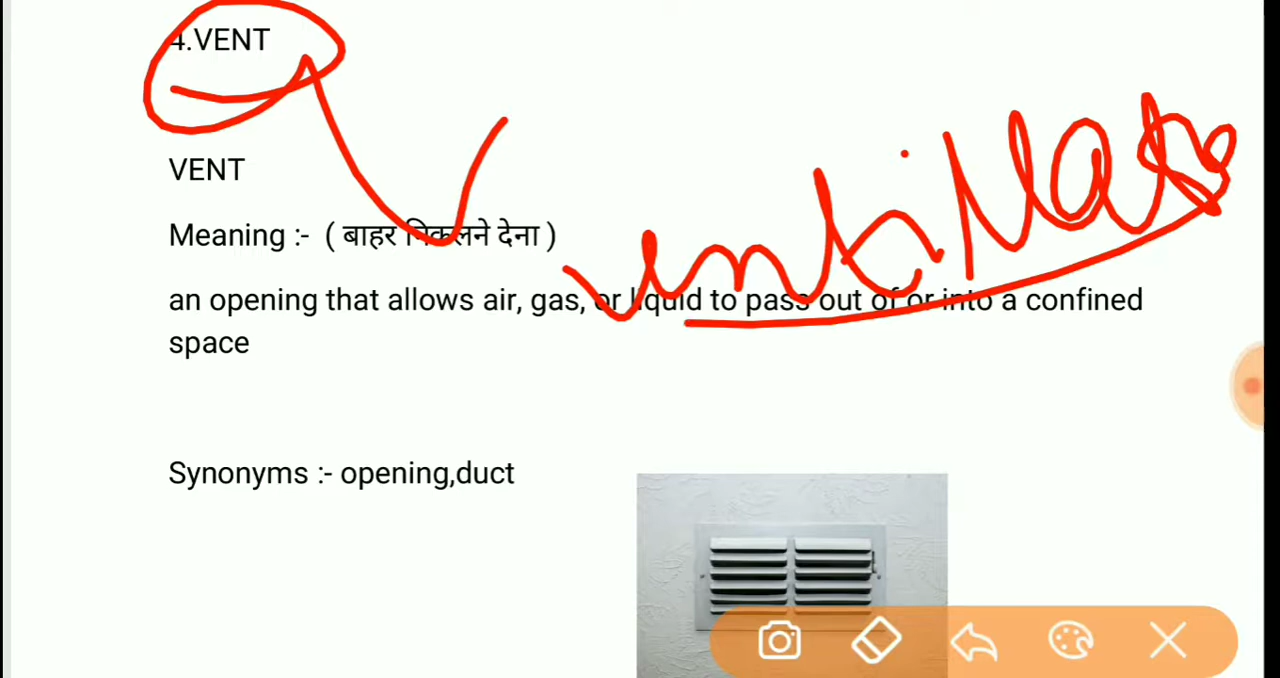 4.VENT
VENT
Meaning :- ( बाहर निकलने देना )
ventilate
an opening that allows air, gas, or liquid to pass out of or into a confined
space
Synonyms :- opening,duct